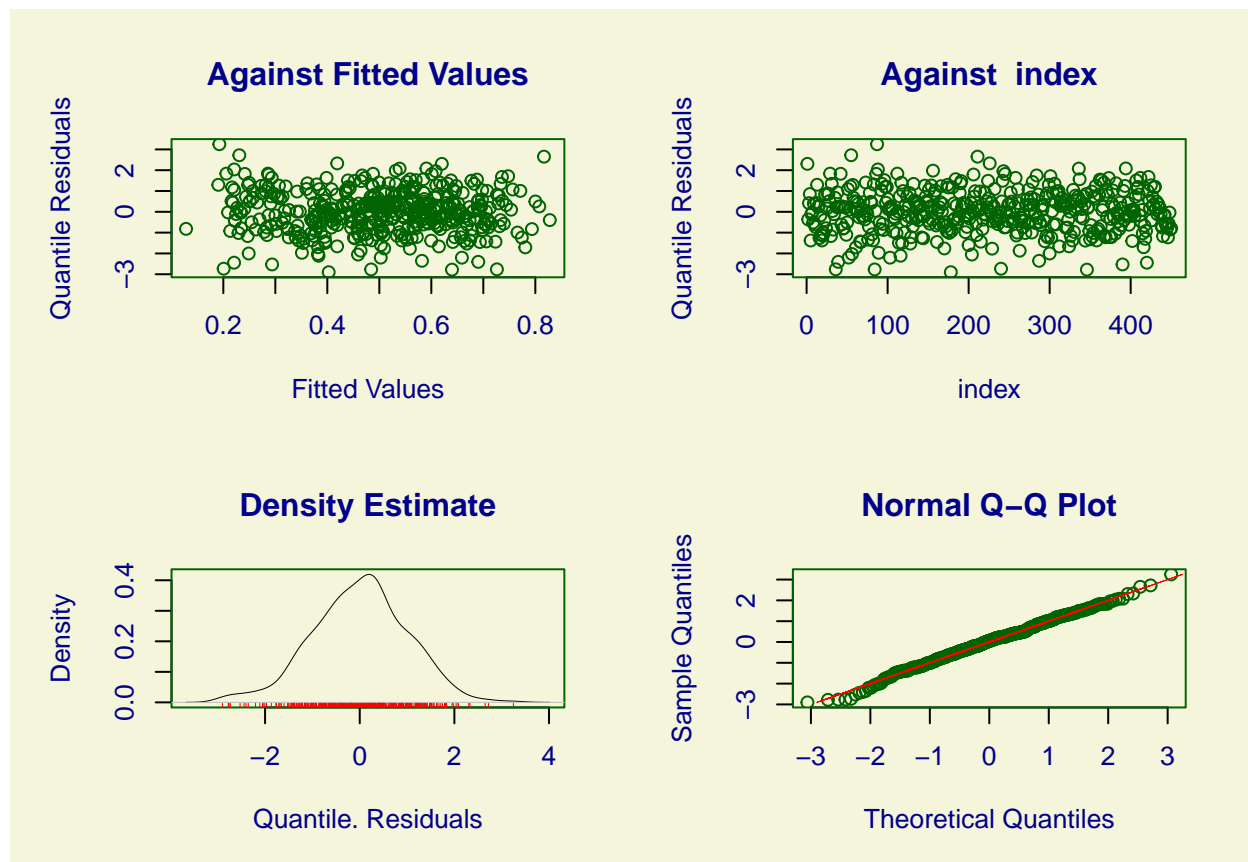 Against Fitted Values
Quantile Residuals
2
0
−3
0.2 0.4 0.6 0.8
Fitted Values
Against  index
Quantile Residuals
2
0
−3
0 100 200 300 400
index
Density Estimate
Density
0.4
0.2
0.0
−2 0 2 4
Quantile. Residuals
Normal Q−Q Plot
Sample Quantiles
2
0
−3
−3 −2 −1 0 1 2 3
Theoretical Quantiles